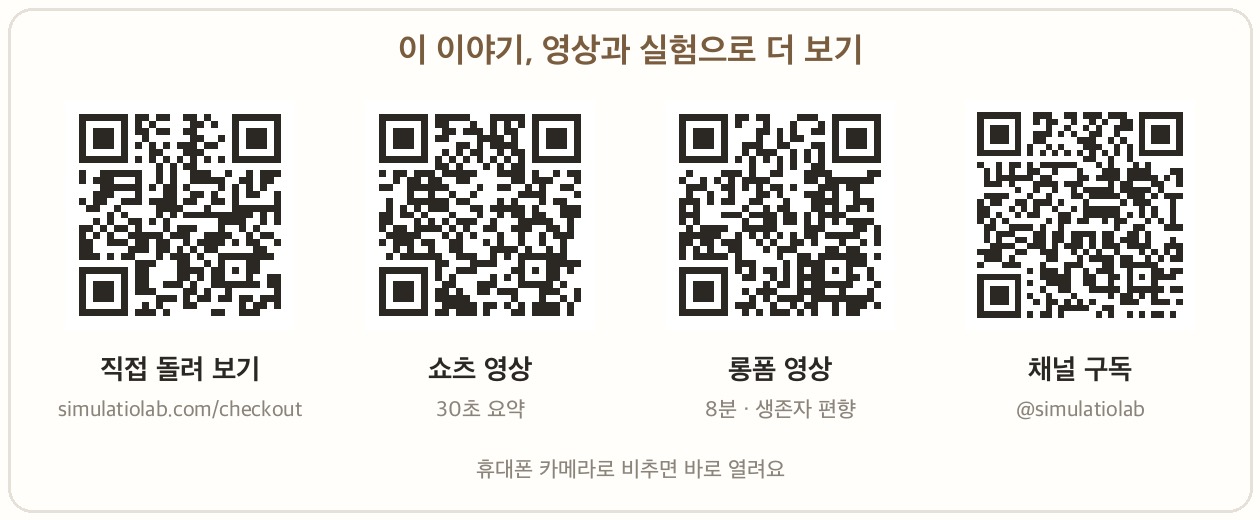 이 이야기, 영상과 실험으로 더 보기
직접 돌려 보기
simulatiolab.com/checkout
쇼츠 영상
30초 요약
롱폼 영상
8분 · 생존자 편향
채널 구독
@simulatiolab
휴대폰 카메라로 비추면 바로 열려요